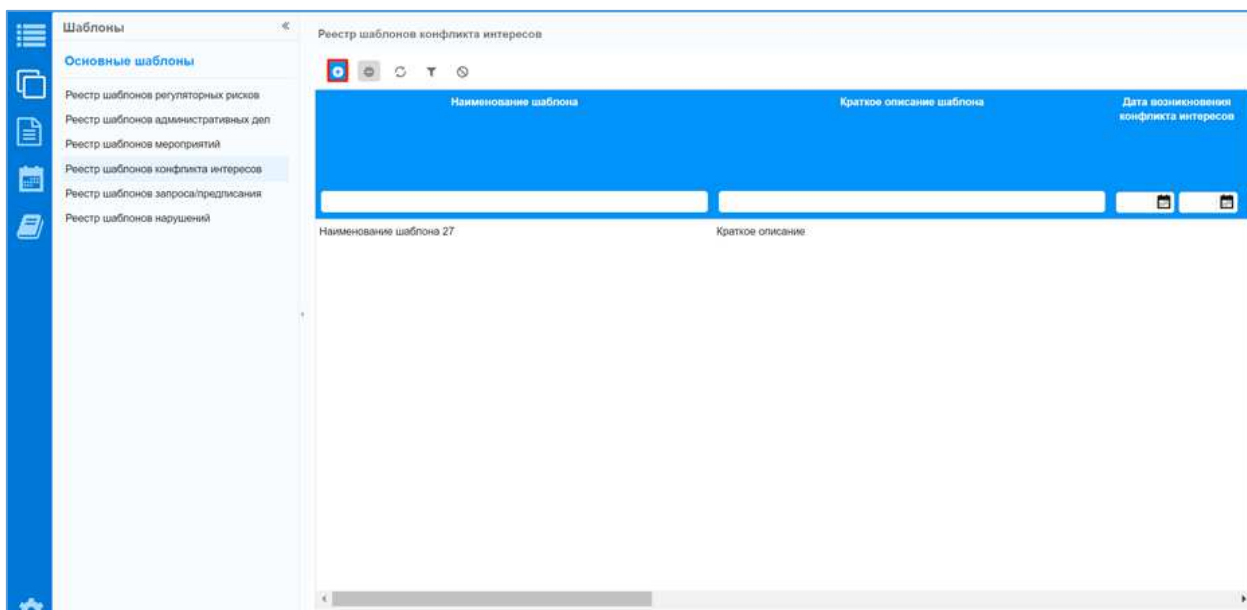 Шаблоны
Основные шаблоны
Реестр шаблонов регуляторных рисков
Реестр шаблонов административных дел
Реестр шаблонов мероприятий
Реестр шаблонов конфликта интересов
Реестр шаблонов запроса/предписания
Реестр шаблонов нарушений
Реестр шаблонов конфликта интересов
Наименование шаблона
Краткое описание шаблона
Дата возникновения
конфликта интересов
Наименование шаблона 27
Краткое описание